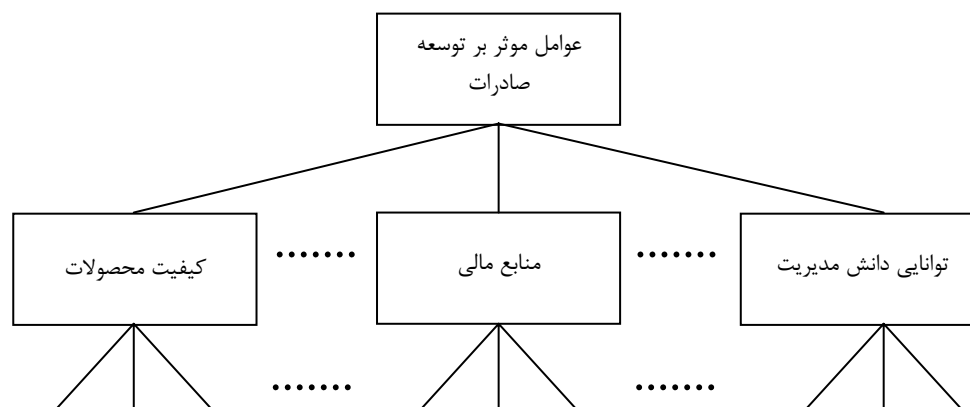 عوامل موثر بر توسعه
صادرات
توانایی دانش مدیریت
.......
منابع مالی
.......
کیفیت محصولات
.......
.......